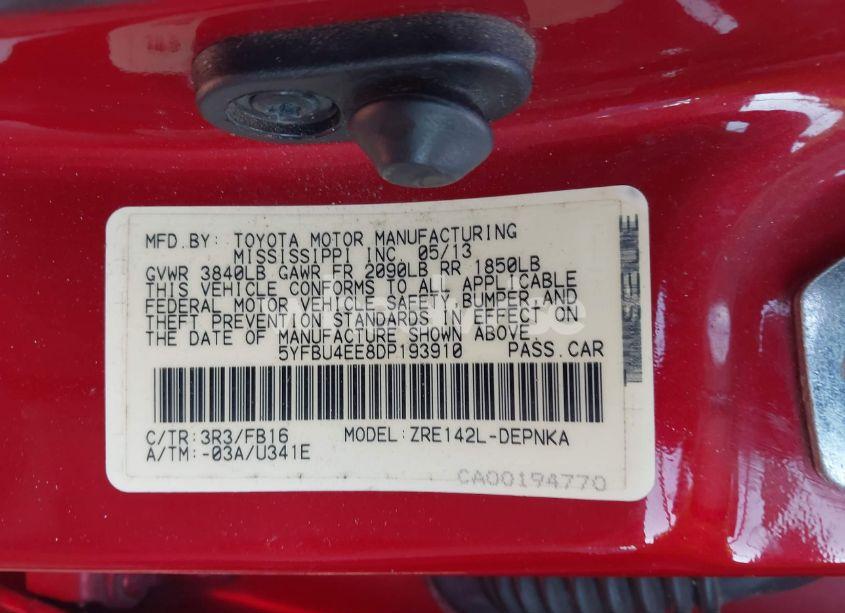 MFD.BY: TOYOTA MOTOR MANUFACTURING
MISSISSIPPI INC. 05/13
GVWR 3840LB GAWR FR 2090LB RR 1850LB
THIS VEHICLE CONFORMS TO ALL APPLICABLE
FEDERAL MOTOR VEHICLE SAFETY, BUMPER, AND
THEFT PREVENTION STANDARDS IN EFFECT ON
THE DATE OF MANUFACTURE SHOWN ABOVE.
5YFBU4EE8DP193910 PASS.CAR
C/TR:3R3/FB16 MODEL:ZRE142L-DEPNKA
A/TM:-03A/U341E
CA00194770